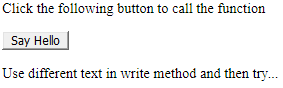 Click the following button to call the function
Say Hello
Use different text in write method and then try...